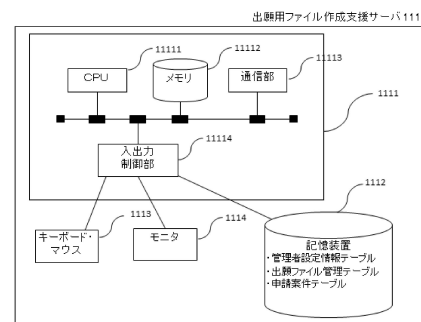 出願用ファイル作成支援サーバ111
11111
11112
11113
CPU
メモリ
通信部
1111
入出力
制御部
11114
1112
1113
1114
キーボード・
マウス
モニタ
記憶装置
・管理者設定情報テーブル
・出願ファイル管理テーブル
・申請案件テーブル